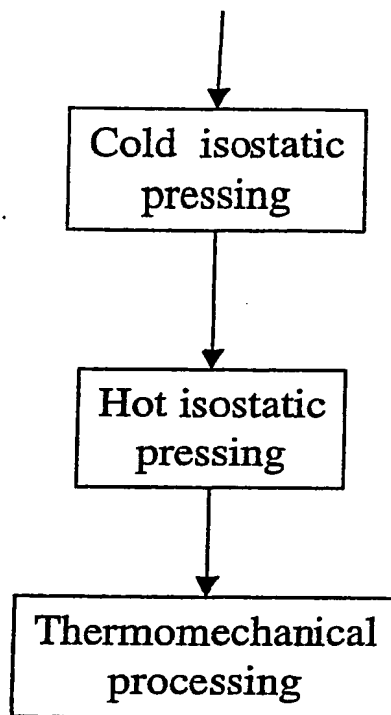 Cold isostatic
pressing
Hot isostatic
pressing
Thermomechanical
processing